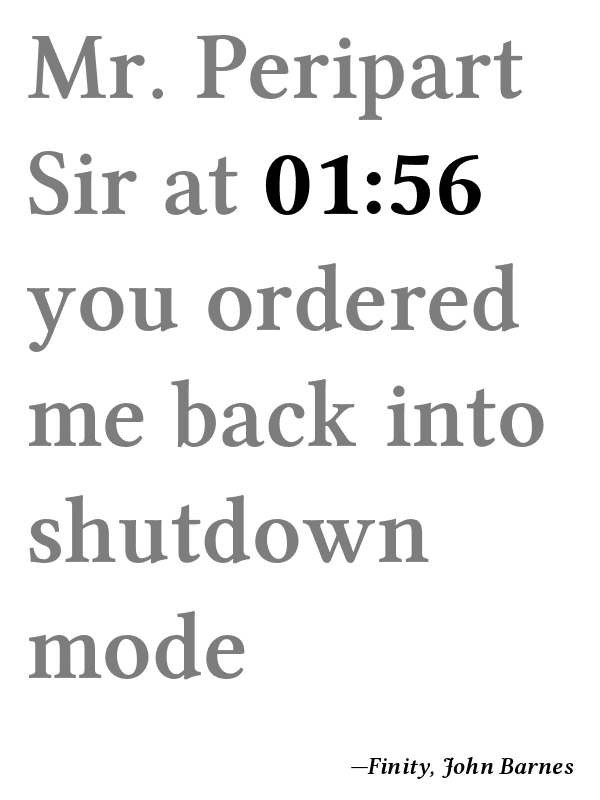 Mr. Peripart
Sir at 01:56
you ordered
me back into
shutdown
mode
—Finity, John Barnes